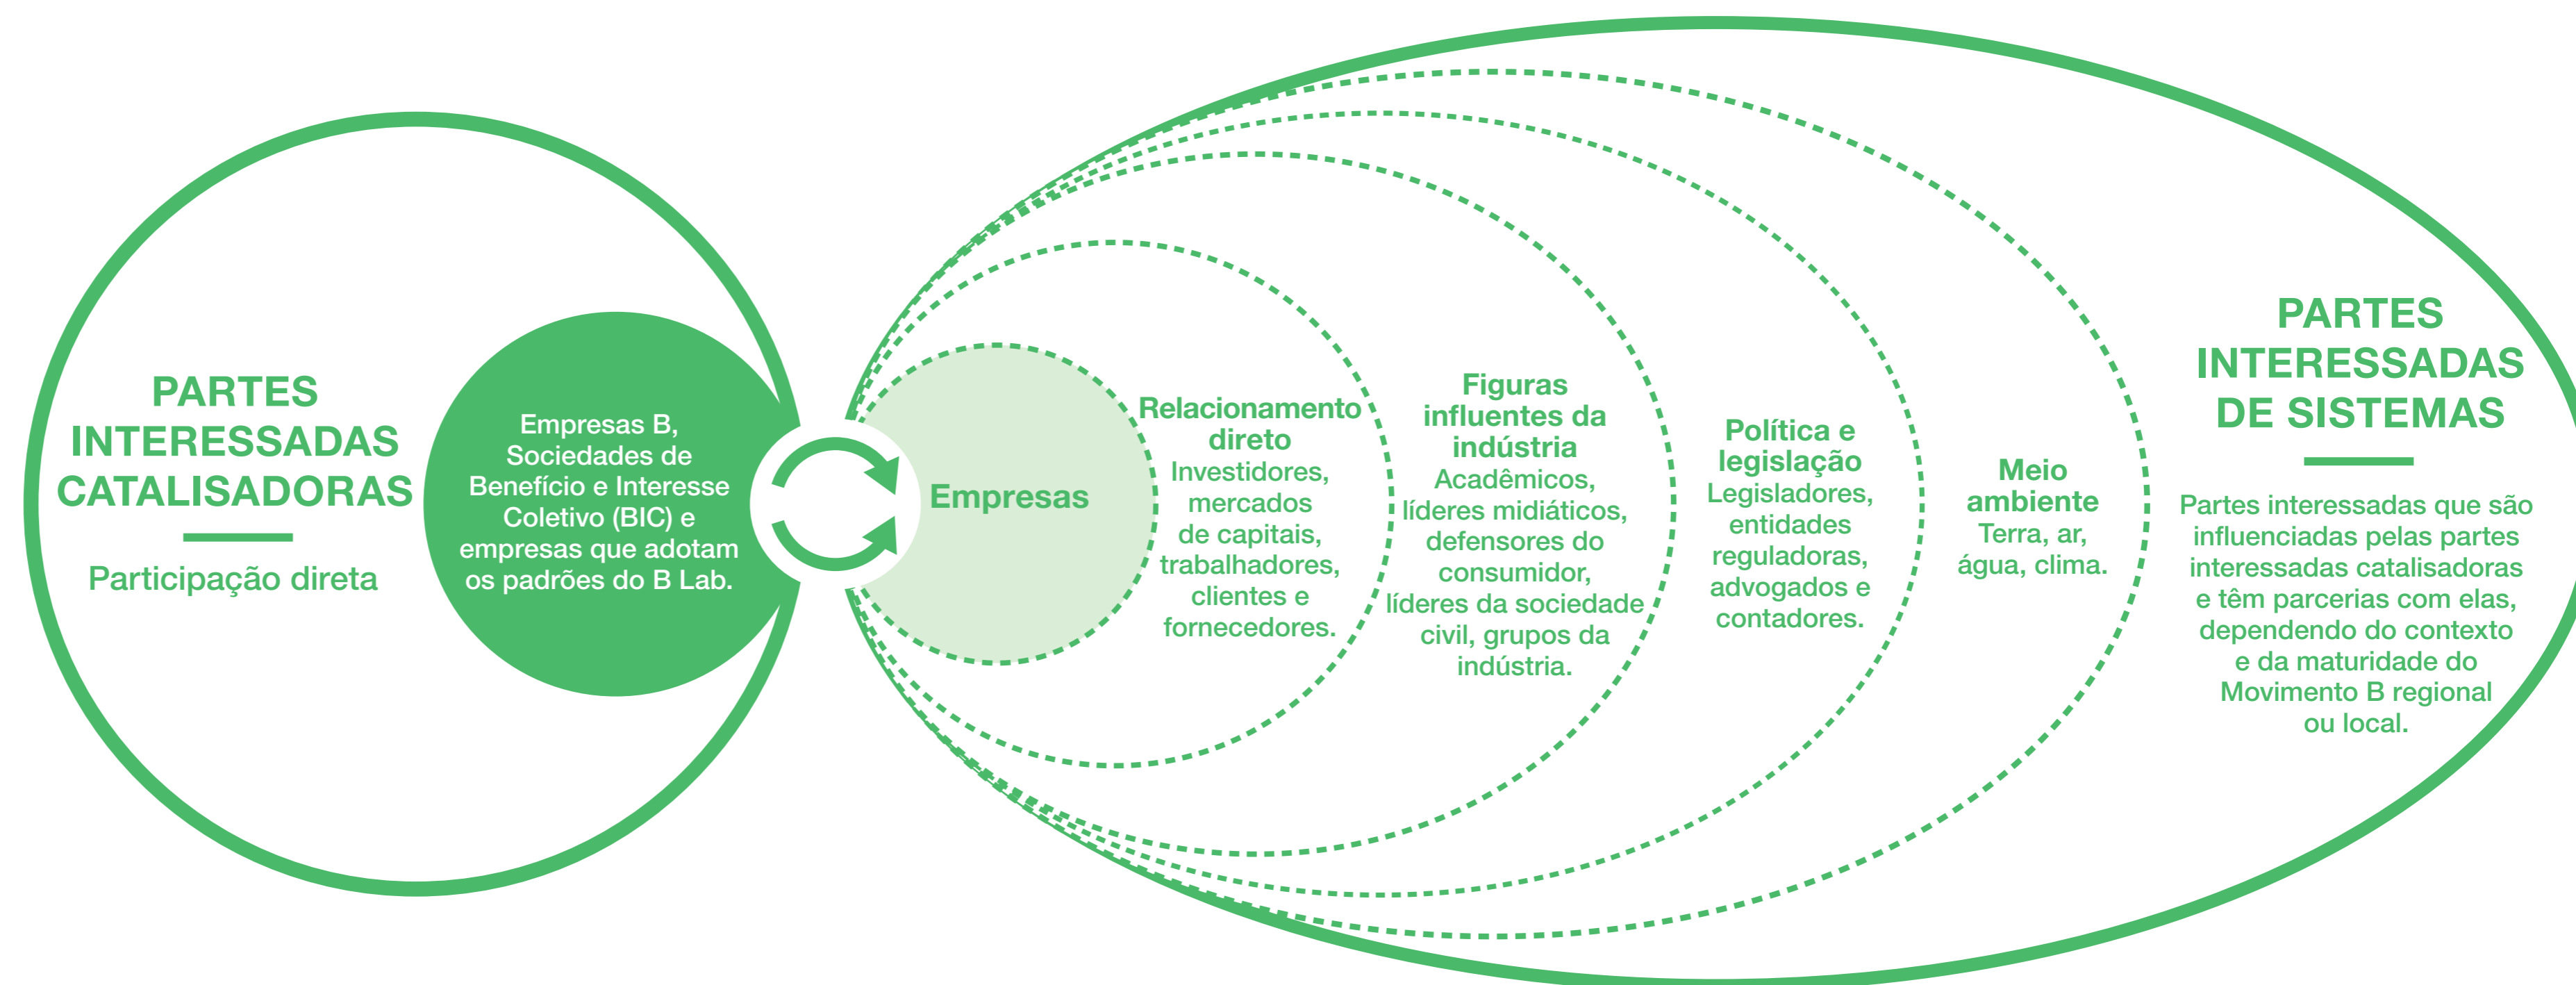 PARTES
INTERESSADAS
CATALISADORAS
Participação direta
Empresas B,
Sociedades de
Benefício e Interesse
Coletivo (BIC) e
empresas que adotam
os padrões do B Lab.
Empresas
Relacionamento
direto
Investidores,
mercados
de capitais,
trabalhadores,
clientes e
fornecedores.
Figuras
influentes da
indústria
Acadêmicos,
líderes midiáticos,
defensores do
consumidor,
líderes da sociedade
civil, grupos da
indústria.
Política e
legislação
Legisladores,
entidades
reguladoras,
advogados e
contadores.
Meio
ambiente
Terra, ar,
água, clima.
PARTES
INTERESSADAS
DE SISTEMAS
Partes interessadas que são
influenciadas pelas partes
interessadas catalisadoras
e têm parcerias com elas,
dependendo do contexto
e da maturidade do
Movimento B regional
ou local.